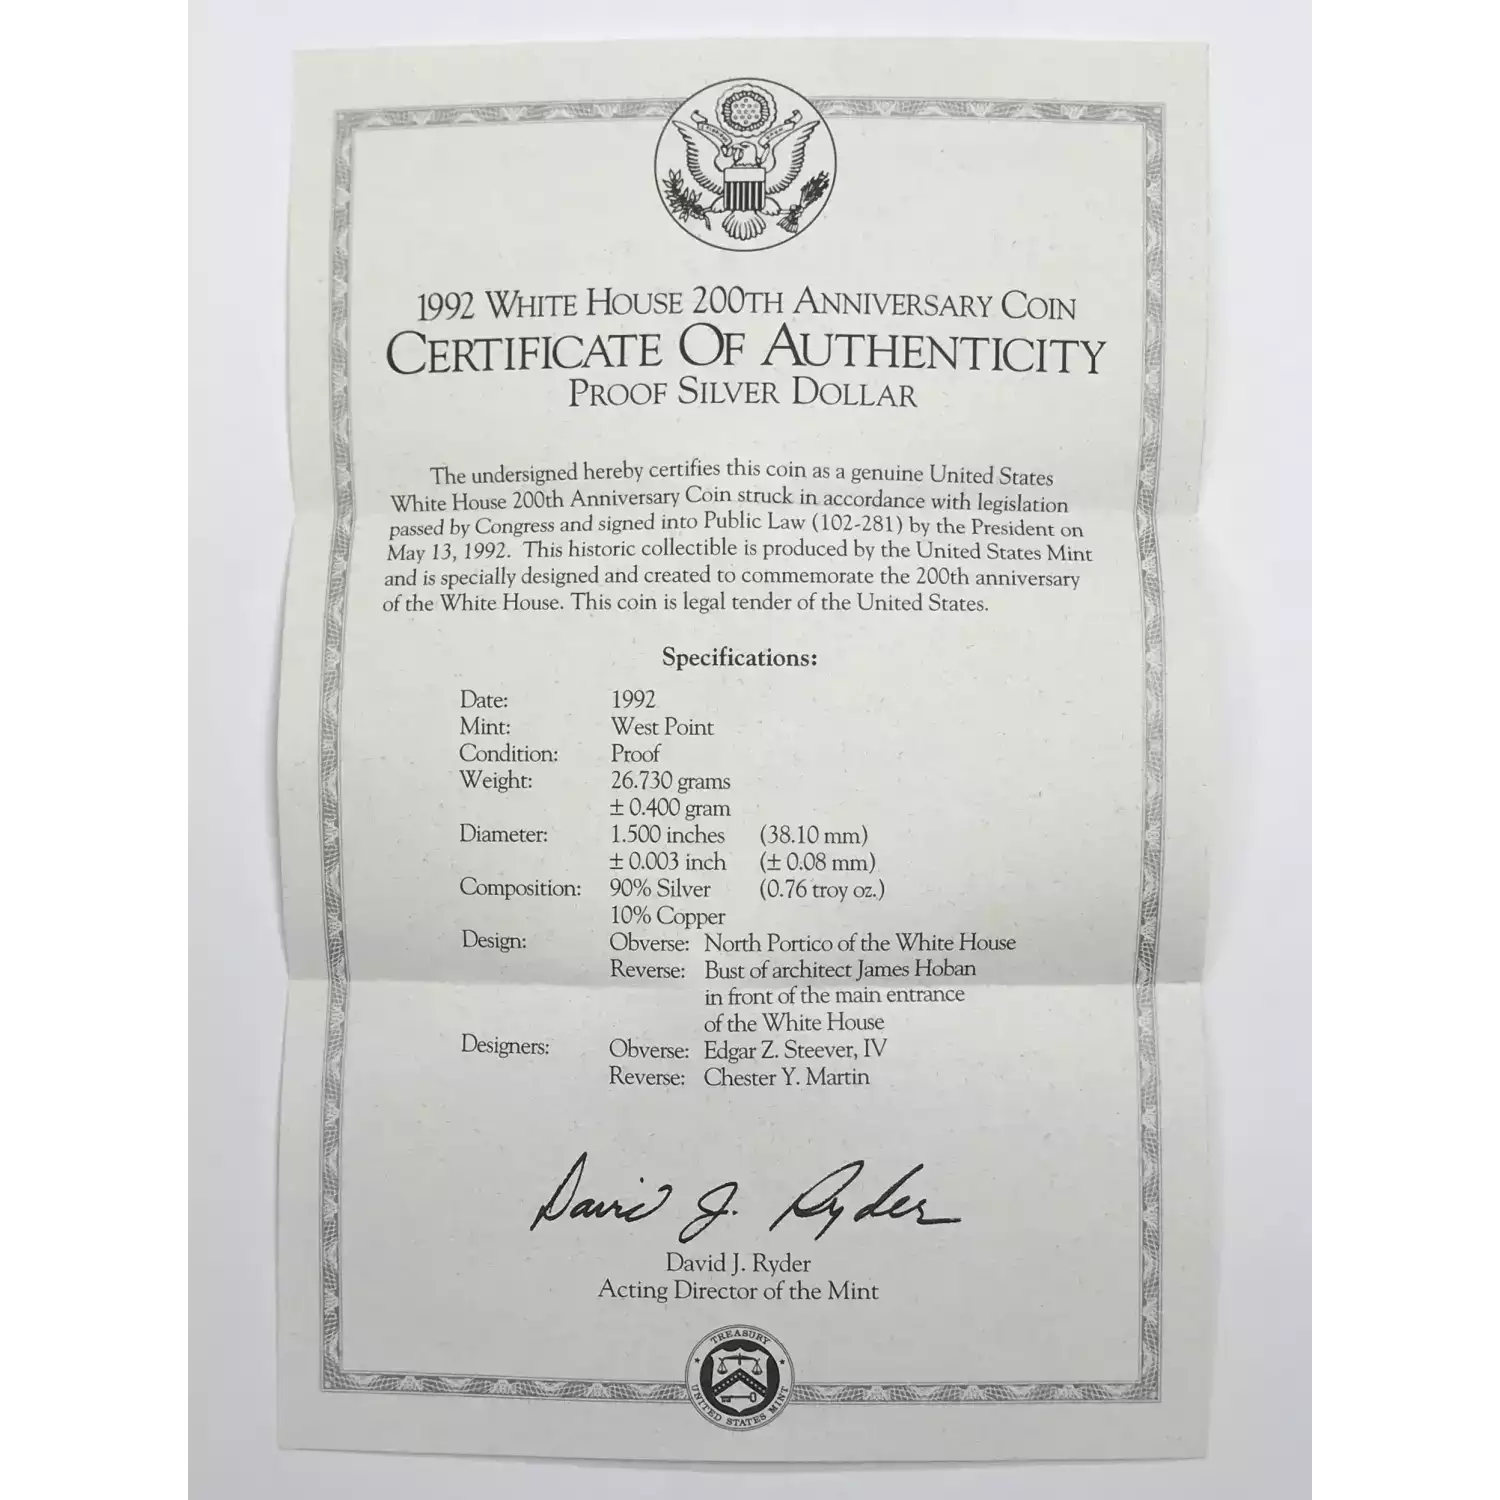 1992 WHITE HOUSE 200TH ANNIVERSARY COIN
CERTIFICATE OF AUTHENTICITY
PROOF SILVER DOLLAR
The undersigned hereby certifies this coin as a genuine United States
White House 200th Anniversary Coin struck in accordance with legislation
passed by Congress and signed into Public Law (102-281) by the President on
May 13, 1992. This historic collectible is produced by the United States Mint
and is specially designed and created to commemorate the 200th anniversary
of the White House. This coin is legal tender of the United States.
Specifications:
Date: 1992
Mint: West Point
Condition: Proof
Weight: 26.730 grams
± 0.400 gram
Diameter: 1.500 inches (38.10 mm)
± 0.003 inch (± 0.08 mm)
Composition: 90% Silver (0.76 troy oz.)
10% Copper
Design: Obverse: North Portico of the White House
Reverse: Bust of architect James Hoban
in front of the main entrance
of the White House
Designers: Obverse: Edgar Z. Steever, IV
Reverse: Chester Y. Martin
David J. Ryder
David J. Ryder
Acting Director of the Mint
TREASURY
UNITED STATES MINT